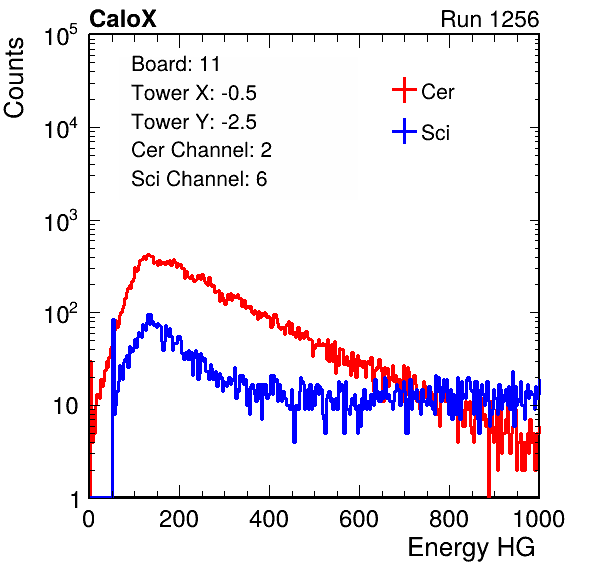 CaloX Run 1256
Counts
Board: 11
Tower X: -0.5
Tower Y: -2.5
Cer Channel: 2
Sci Channel: 6
Cer
Sci
10^5
10^4
10^3
10^2
10
1
0 200 400 600 800 1000
Energy HG